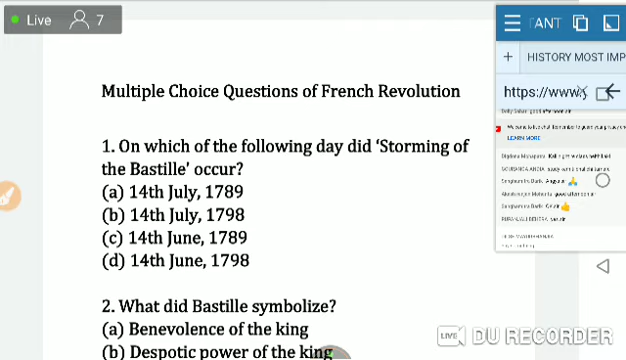 Live 7
Multiple Choice Questions of French Revolution
1. On which of the following day did ‘Storming of
the Bastille’ occur?
(a) 14th July, 1789
(b) 14th July, 1798
(c) 14th June, 1789
(d) 14th June, 1798
2. What did Bastille symbolize?
(a) Benevolence of the king
(b) Despotic power of the king
TANT
+ HISTORY MOST IMP
https://www.y
LEARN MORE
LIVE DU RECORDER